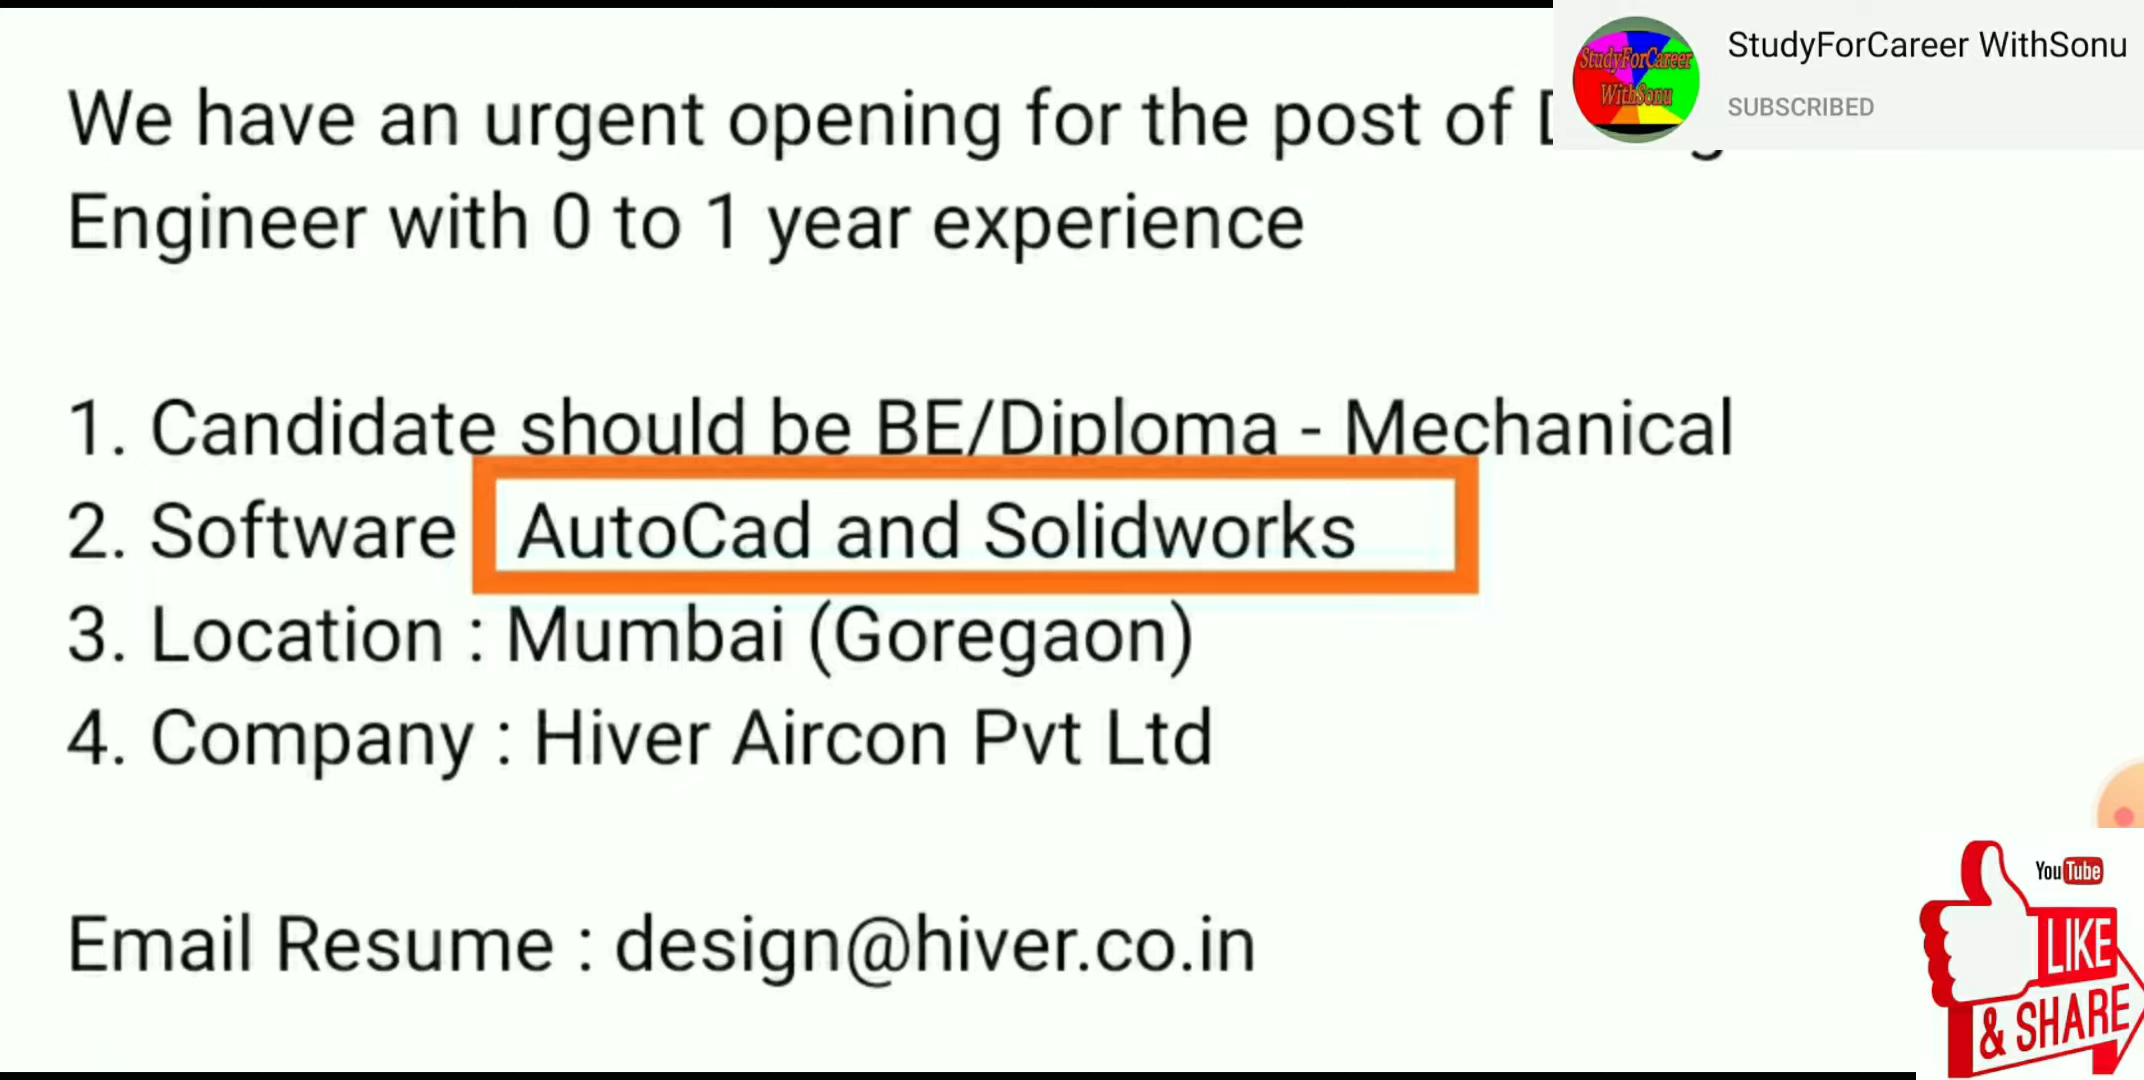 We have an urgent opening for the post of
Engineer with 0 to 1 year experience
1. Candidate should be BE/Diploma - Mechanical
2. Software AutoCad and Solidworks
3. Location : Mumbai (Goregaon)
4. Company : Hiver Aircon Pvt Ltd
Email Resume : design@hiver.co.in
StudyForCareer WithSonu
SUBSCRIBED
StudyForCareer
WithSonu
YouTube
LIKE
& SHARE